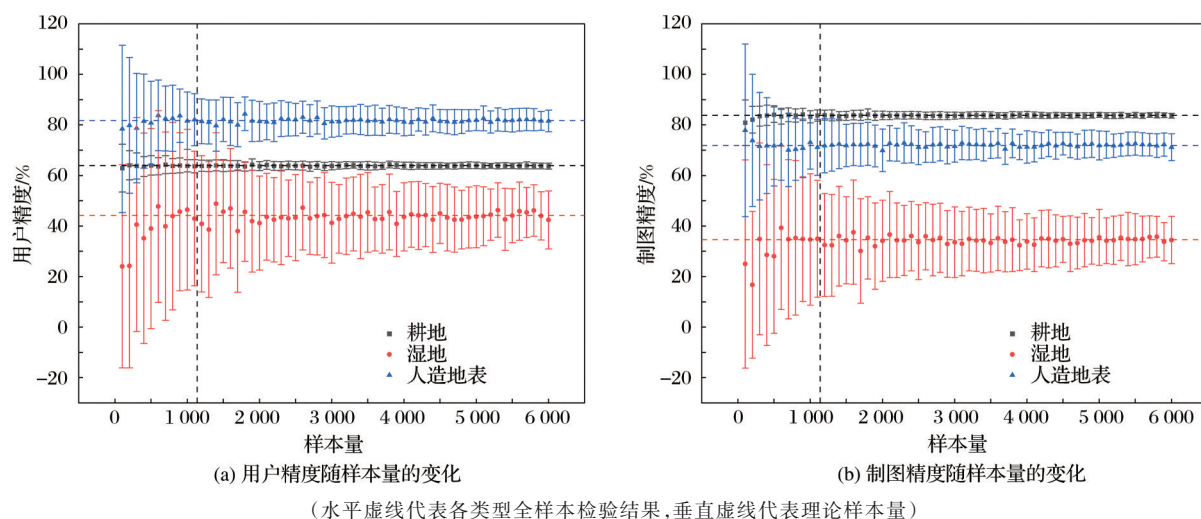 120
100
80
60
40
20
0
−20
用户精度/%
耕地
湿地
人造地表
0 1 000 2 000 3 000 4 000 5 000 6 000
样本量
(a) 用户精度随样本量的变化
120
100
80
60
40
20
0
−20
制图精度/%
耕地
湿地
人造地表
0 1 000 2 000 3 000 4 000 5 000 6 000
样本量
(b) 制图精度随样本量的变化
(水平虚线代表各类型全样本检验结果,垂直虚线代表理论样本量)